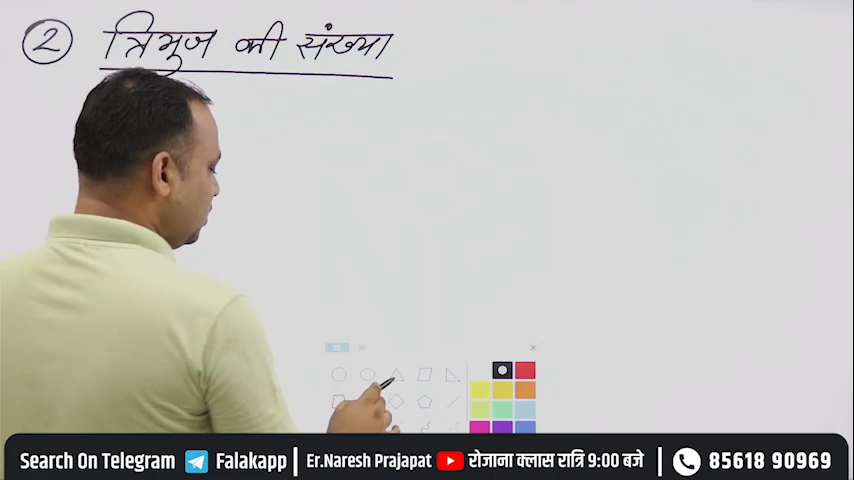 2 त्रिभुज की संख्या
Search On Telegram Falakapp | Er.Naresh Prajapat रोजाना क्लास रात्रि 9:00 बजे | 85618 90969